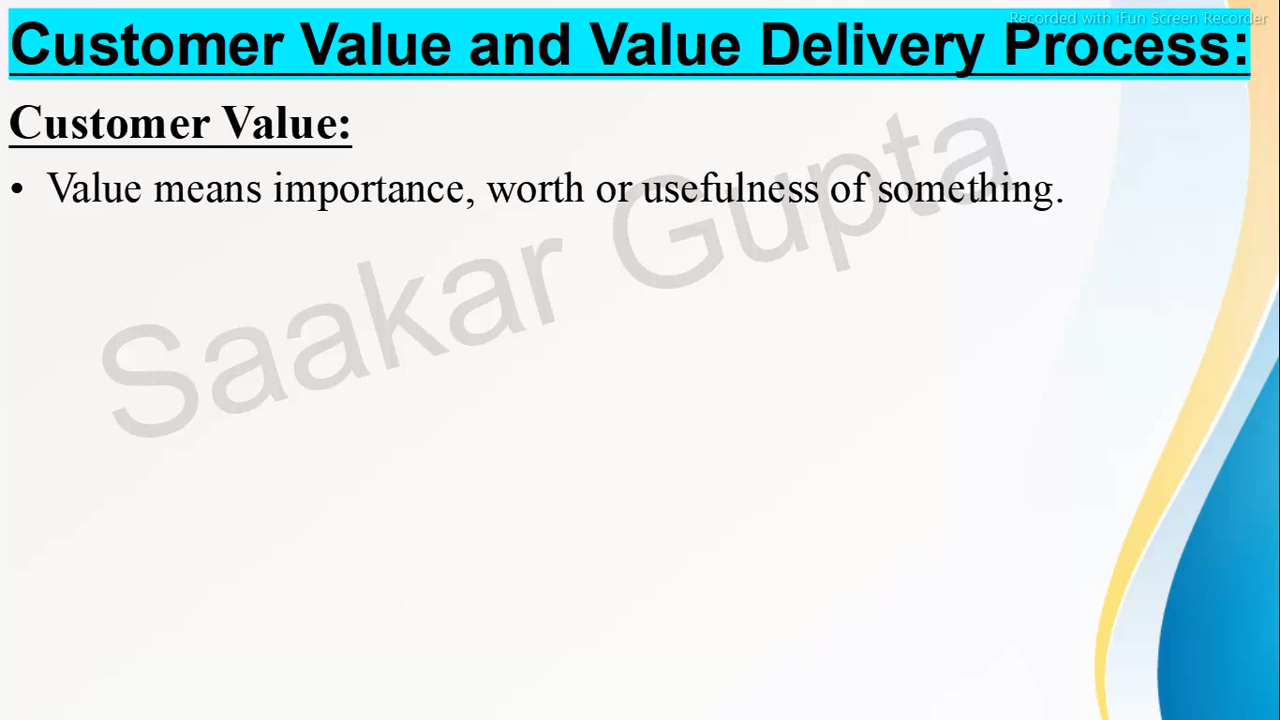 Recorded with iFun Screen Recorder
Customer Value and Value Delivery Process:
Customer Value:
• Value means importance, worth or usefulness of something.
Saakar Gupta